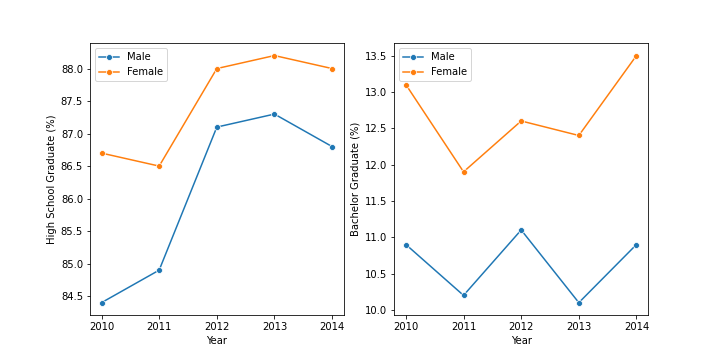 High School Graduate (%)
88.0
87.5
87.0
86.5
86.0
85.5
85.0
84.5
Male
Female
2010 2011 2012 2013 2014
Year
Bachelor Graduate (%)
13.5
13.0
12.5
12.0
11.5
11.0
10.5
10.0
Male
Female
2010 2011 2012 2013 2014
Year